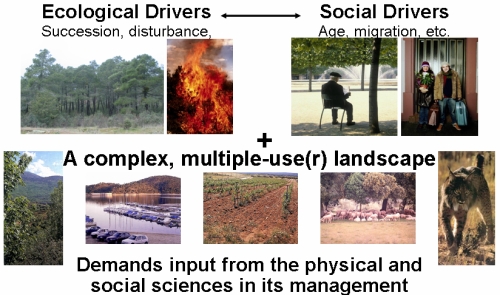 Ecological Drivers
Succession, disturbance,
Social Drivers
Age, migration, etc.
+
A complex, multiple-use(r) landscape
Demands input from the physical and
social sciences in its management